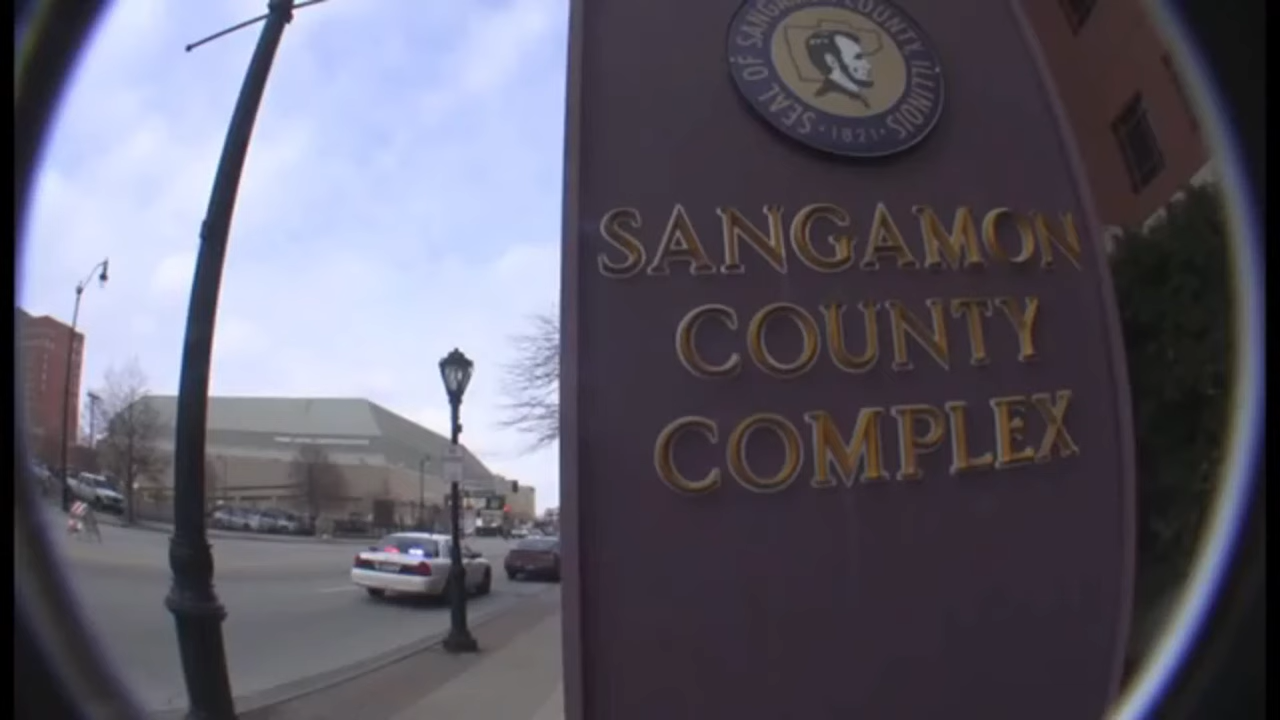 SEAL OF SANGAMON COUNTY, ILLINOIS
· 1821 ·
SANGAMON
COUNTY
COMPLEX